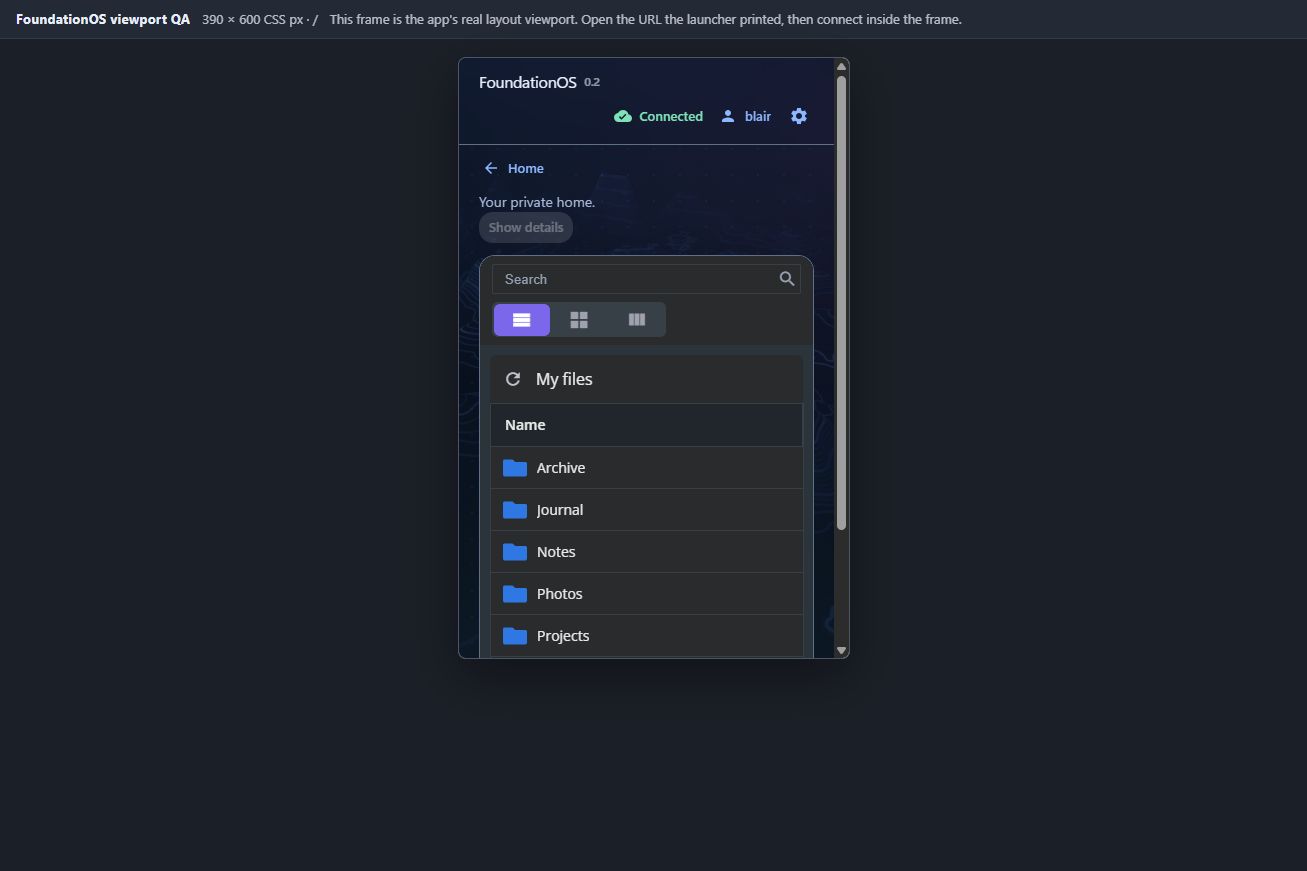 FoundationOS viewport QA 390 × 600 CSS px · / This frame is the app's real layout viewport. Open the URL the launcher printed, then connect inside the frame.
FoundationOS 0.2
Connected blair
Home
Your private home.
Show details
Search
My files
Name
Archive
Journal
Notes
Photos
Projects